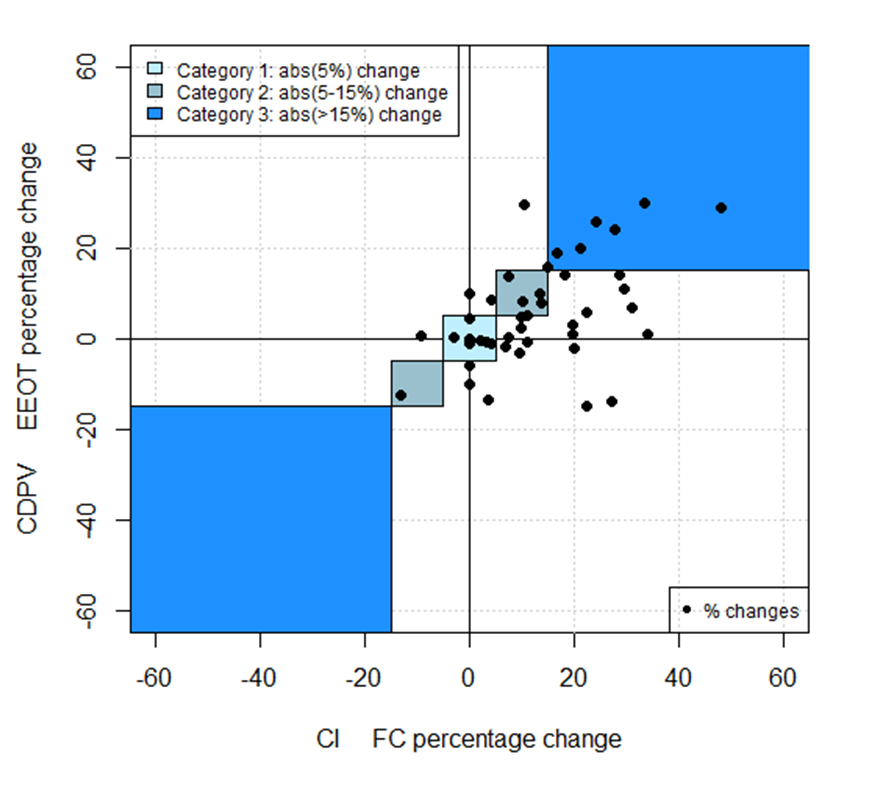 Category 1: abs(5%) change
Category 2: abs(5-15%) change
Category 3: abs(>15%) change
60
40
20
0
-20
-40
-60
CDPV EEOT percentage change
% changes
-60
-40
-20
0
20
40
60
CI FC percentage change